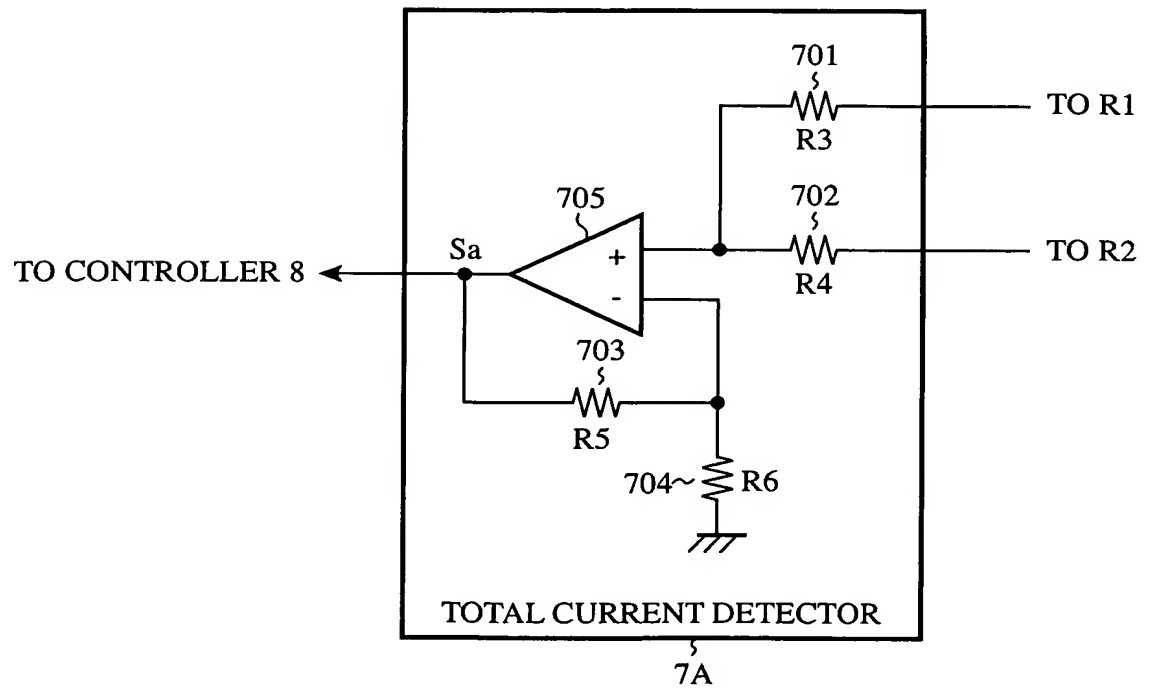 701
TO R1
R3
702
705
TO R2
Sa
+
R4
TO CONTROLLER 8
-
703
R5
704
R6
TOTAL CURRENT DETECTOR
7A